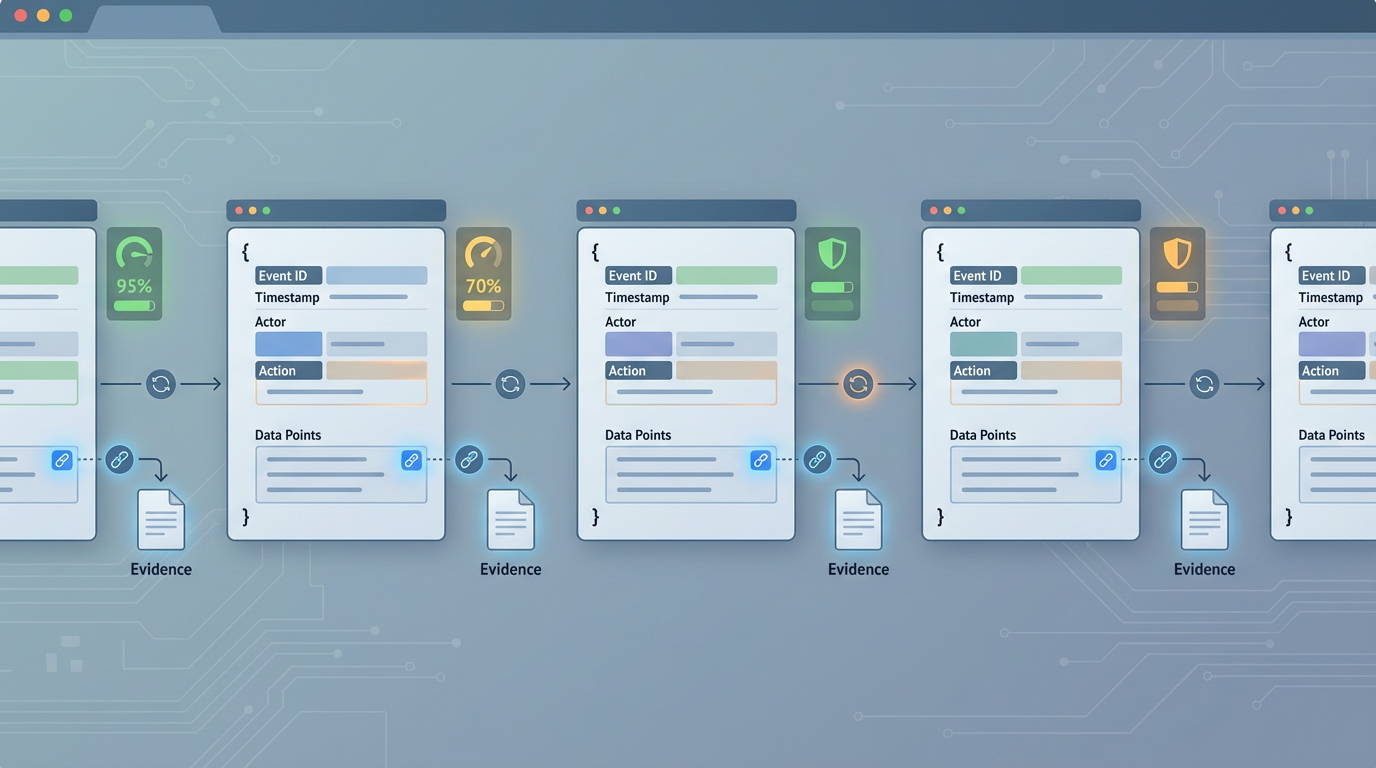 95%
Evidence
{
Event ID
Timestamp
Actor
Action
Data Points
}
70%
Evidence
{
Event ID
Timestamp
Actor
Action
Data Points
}
Evidence
{
Event ID
Timestamp
Actor
Action
Data Points
}
Evidence
{
Event ID
Timestamp
Actor
Action
Data Points
}